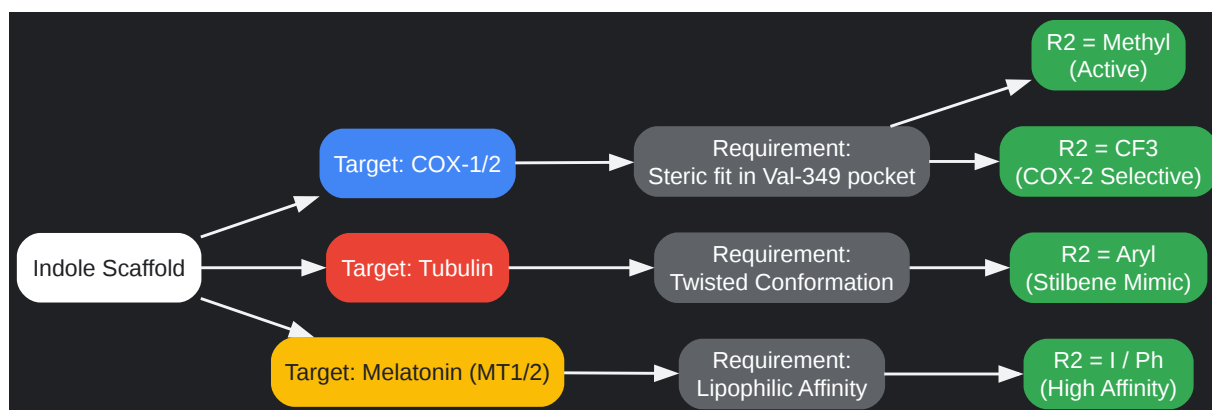 R2 = Methyl
(Active)
Target: COX-1/2
Requirement:
Steric fit in Val-349 pocket
R2 = CF3
(COX-2 Selective)
Indole Scaffold
Target: Tubulin
Requirement:
Twisted Conformation
R2 = Aryl
(Stilbene Mimic)
Target: Melatonin (MT1/2)
Requirement:
Lipophilic Affinity
R2 = I / Ph
(High Affinity)